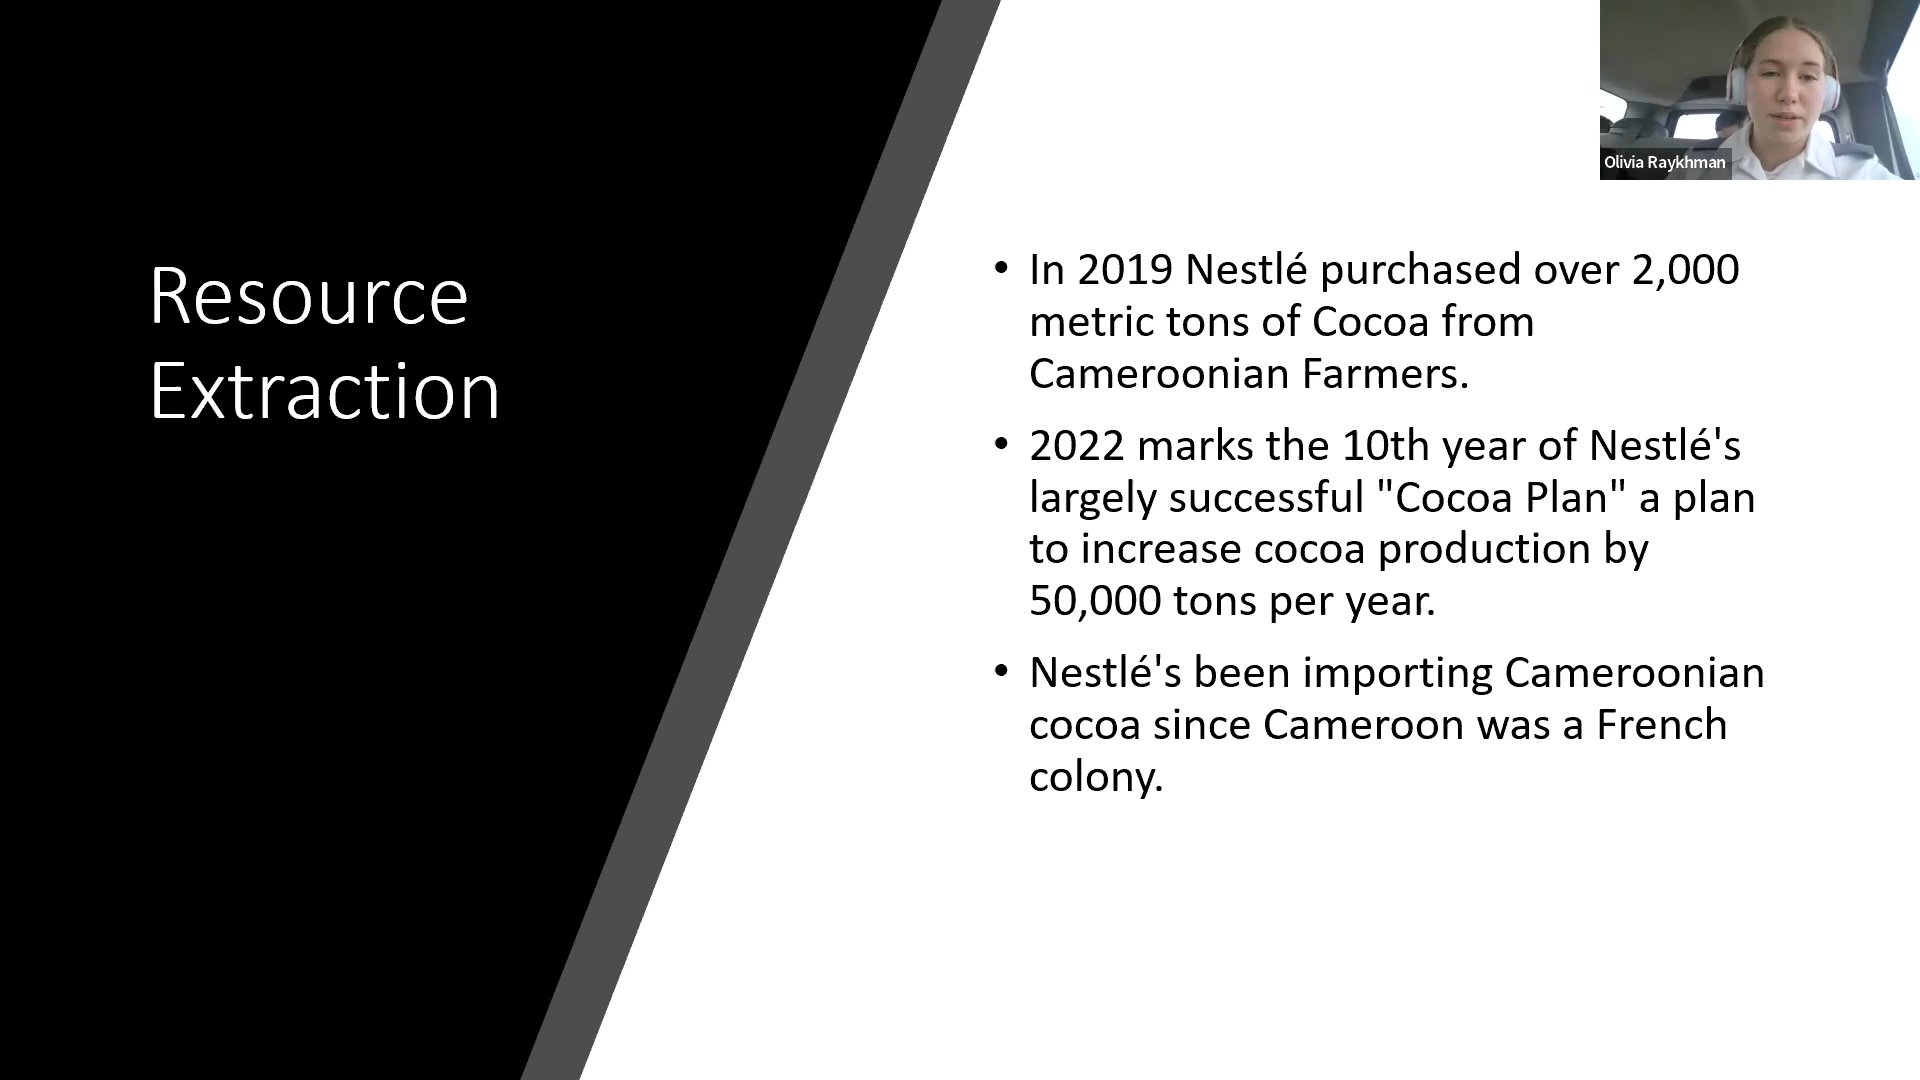 Resource
Extraction
Olivia Raykhman
• In 2019 Nestlé purchased over 2,000
metric tons of Cocoa from
Cameroonian Farmers.
• 2022 marks the 10th year of Nestlé's
largely successful "Cocoa Plan" a plan
to increase cocoa production by
50,000 tons per year.
• Nestlé's been importing Cameroonian
cocoa since Cameroon was a French
colony.